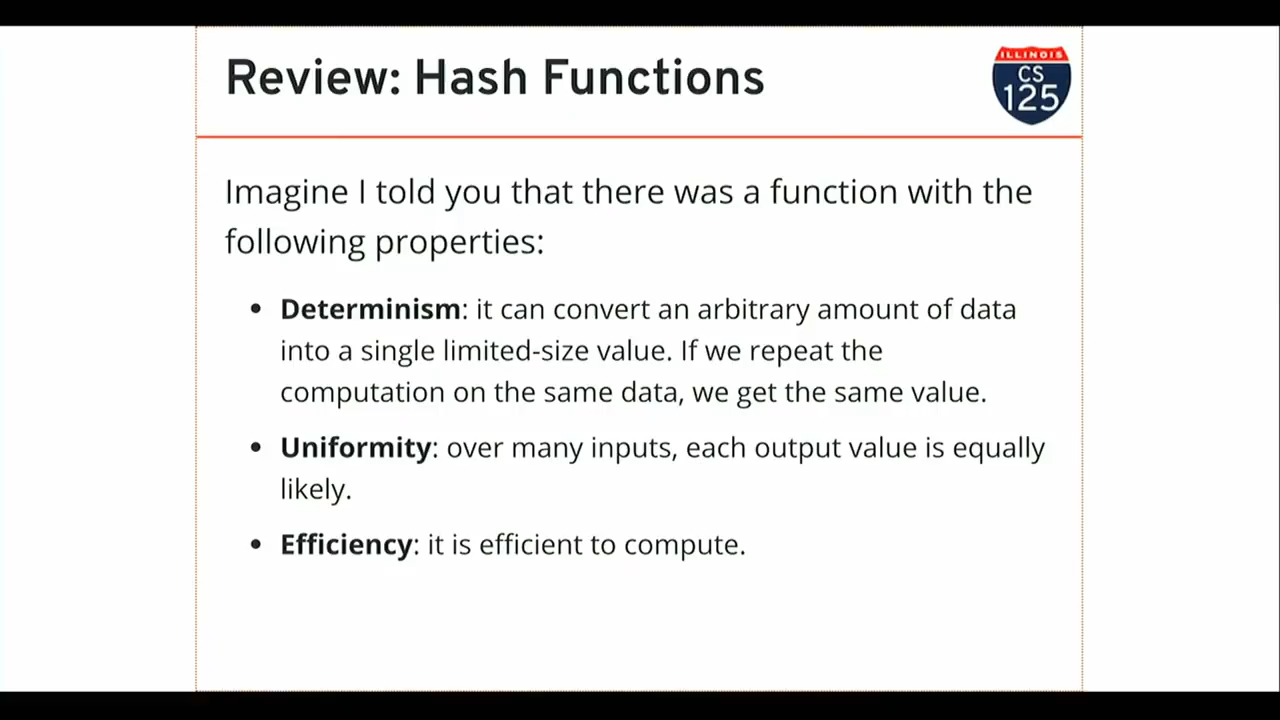 Review: Hash Functions
ILLINOIS
CS
125
Imagine I told you that there was a function with the
following properties:
• Determinism: it can convert an arbitrary amount of data
into a single limited-size value. If we repeat the
computation on the same data, we get the same value.
• Uniformity: over many inputs, each output value is equally
likely.
• Efficiency: it is efficient to compute.